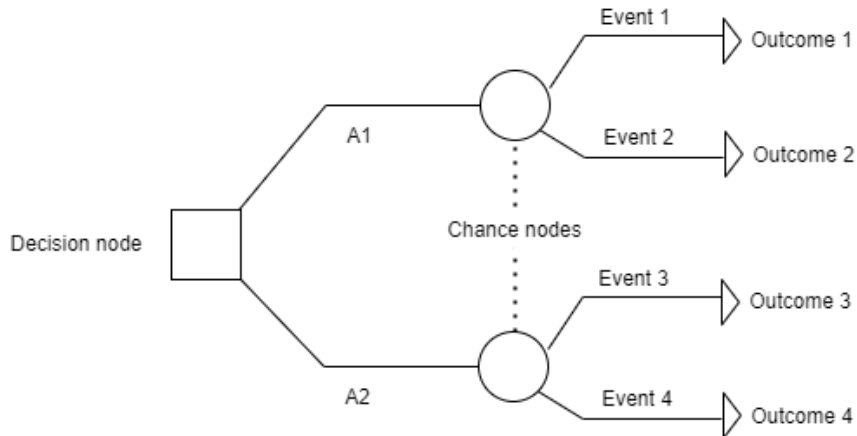 Event 1
Outcome 1
A1
Event 2
Outcome 2
Decision node
Chance nodes
Event 3
Outcome 3
A2
Event 4
Outcome 4